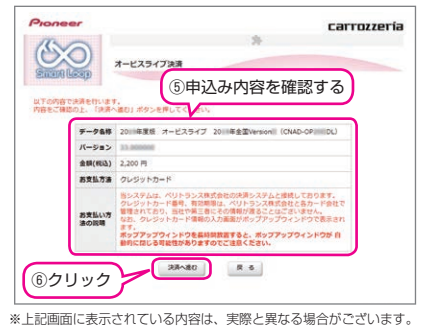 Pioneer
carrozzeria
Smart Loop
オービスライブ決済
⑤申込み内容を確認する
以下の内容で決済を行います。
内容をご確認の上、「決済へ進む」ボタンを押してください。
データ名称 20 年度版 オービスライブ 20 年全国Version (CNAD-OP DL)
バージョン
金額(税込) 2,200 円
お支払方法 クレジットカード
お支払い方法の説明
当システムは、ベリトランス株式会社の決済システムと接続しております。
クレジットカード番号、有効期限は、ベリトランス株式会社と各カード会社で
管理されており、当社や第三者にその情報が渡ることはございません。
なお、クレジットカード情報の入力画面がポップアップウィンドウで表示され
ます。
ポップアップウィンドウを長時間放置すると、ポップアップウィンドウが 自
動的に閉じる可能性がありますのでご注意ください。
⑥クリック
決済へ進む
戻 る
※上記画面に表示されている内容は、実際と異なる場合がございます。